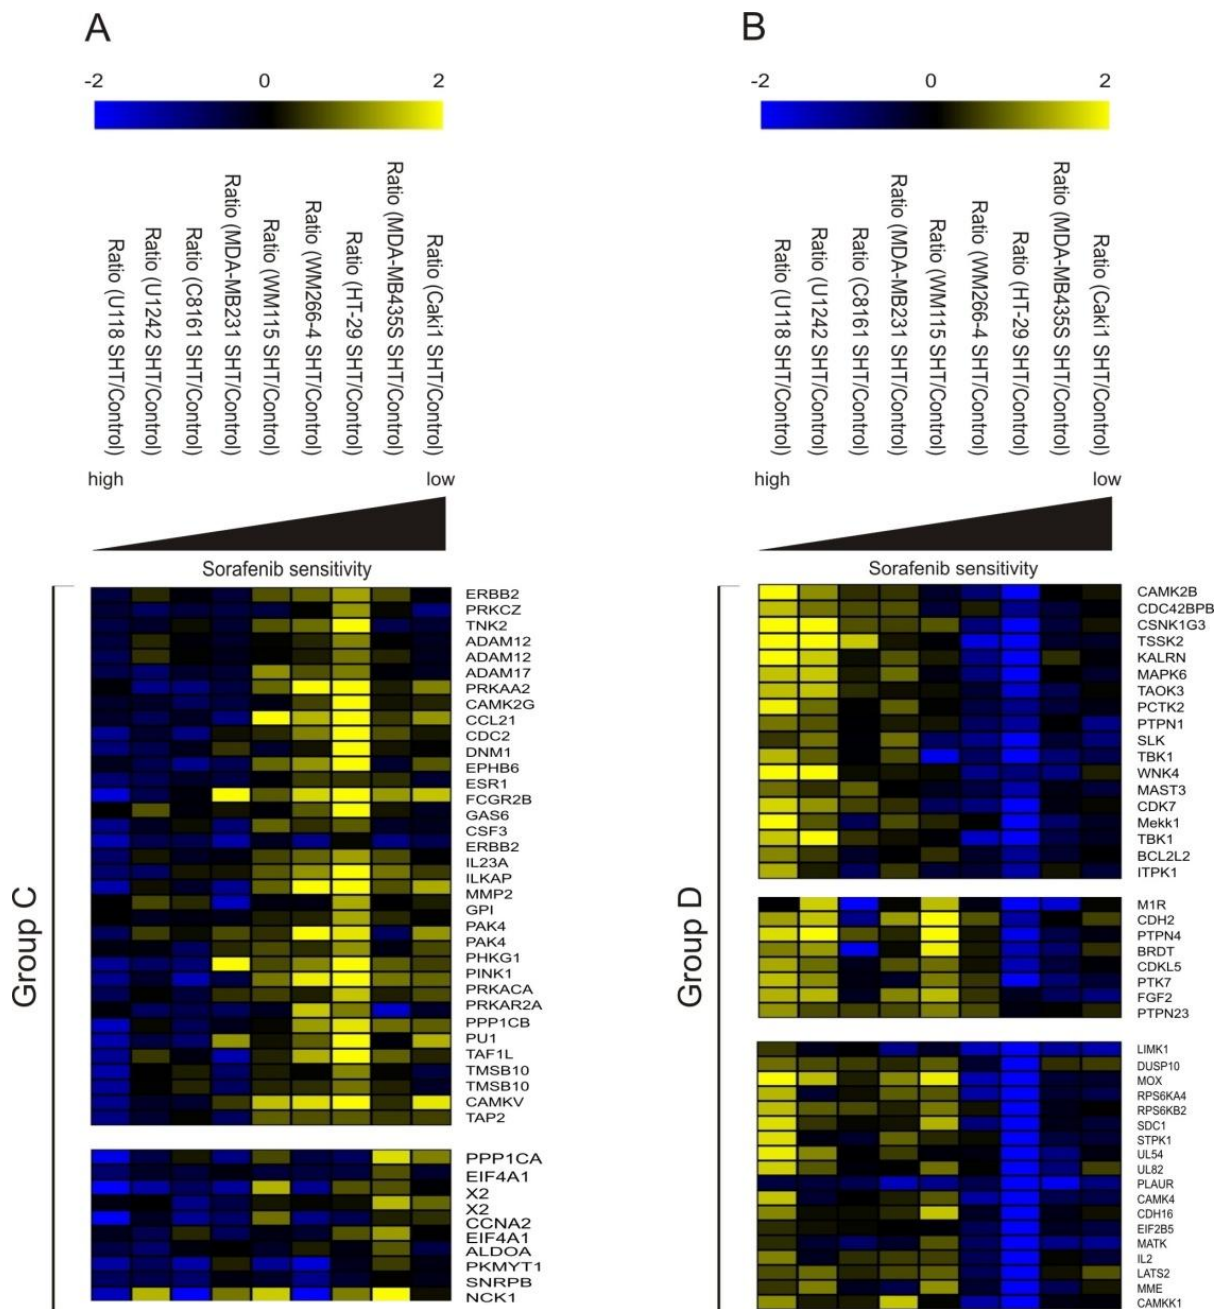 A
-2 0 2
Ratio (U118 SHT/Control)
Ratio (U1242 SHT/Control)
Ratio (C8161 SHT/Control)
Ratio (MDA-MB231 SHT/Control)
Ratio (WM115 SHT/Control)
Ratio (WM266-4 SHT/Control)
Ratio (HT-29 SHT/Control)
Ratio (MDA-MB435S SHT/Control)
Ratio (Caki1 SHT/Control)
high low
Sorafenib sensitivity
Group C
ERBB2
PRKCZ
TNK2
ADAM12
ADAM12
ADAM17
PRKAA2
CAMK2G
CCL21
CDC2
DNM1
EPHB6
ESR1
FCGR2B
GAS6
CSF3
ERBB2
IL23A
ILKAP
MMP2
GPI
PAK4
PAK4
PHKG1
PINK1
PRKACA
PRKAR2A
PPP1CB
PU1
TAF1L
TMSB10
TMSB10
CAMKV
TAP2
PPP1CA
EIF4A1
X2
X2
CCNA2
EIF4A1
ALDOA
PKMYT1
SNRPB
NCK1
B
-2 0 2
Ratio (U118 SHT/Control)
Ratio (U1242 SHT/Control)
Ratio (C8161 SHT/Control)
Ratio (MDA-MB231 SHT/Control)
Ratio (WM115 SHT/Control)
Ratio (WM266-4 SHT/Control)
Ratio (HT-29 SHT/Control)
Ratio (MDA-MB435S SHT/Control)
Ratio (Caki1 SHT/Control)
high low
Sorafenib sensitivity
Group D
CAMK2B
CDC42BPB
CSNK1G3
TSSK2
KALRN
MAPK6
TAOK3
PCTK2
PTPN1
SLK
TBK1
WNK4
MAST3
CDK7
Mekk1
TBK1
BCL2L2
ITPK1
M1R
CDH2
PTPN4
BRDT
CDKL5
PTK7
FGF2
PTPN23
LIMK1
DUSP10
MOX
RPS6KA4
RPS6KB2
SDC1
STPK1
UL54
UL82
PLAUR
CAMK4
CDH16
EIF2B5
MATK
IL2
LATS2
MME
CAMKK1